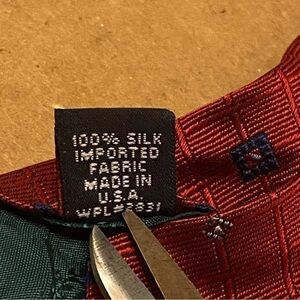 100% SILK
IMPORTED
FABRIC
MADE IN
U.S.A.